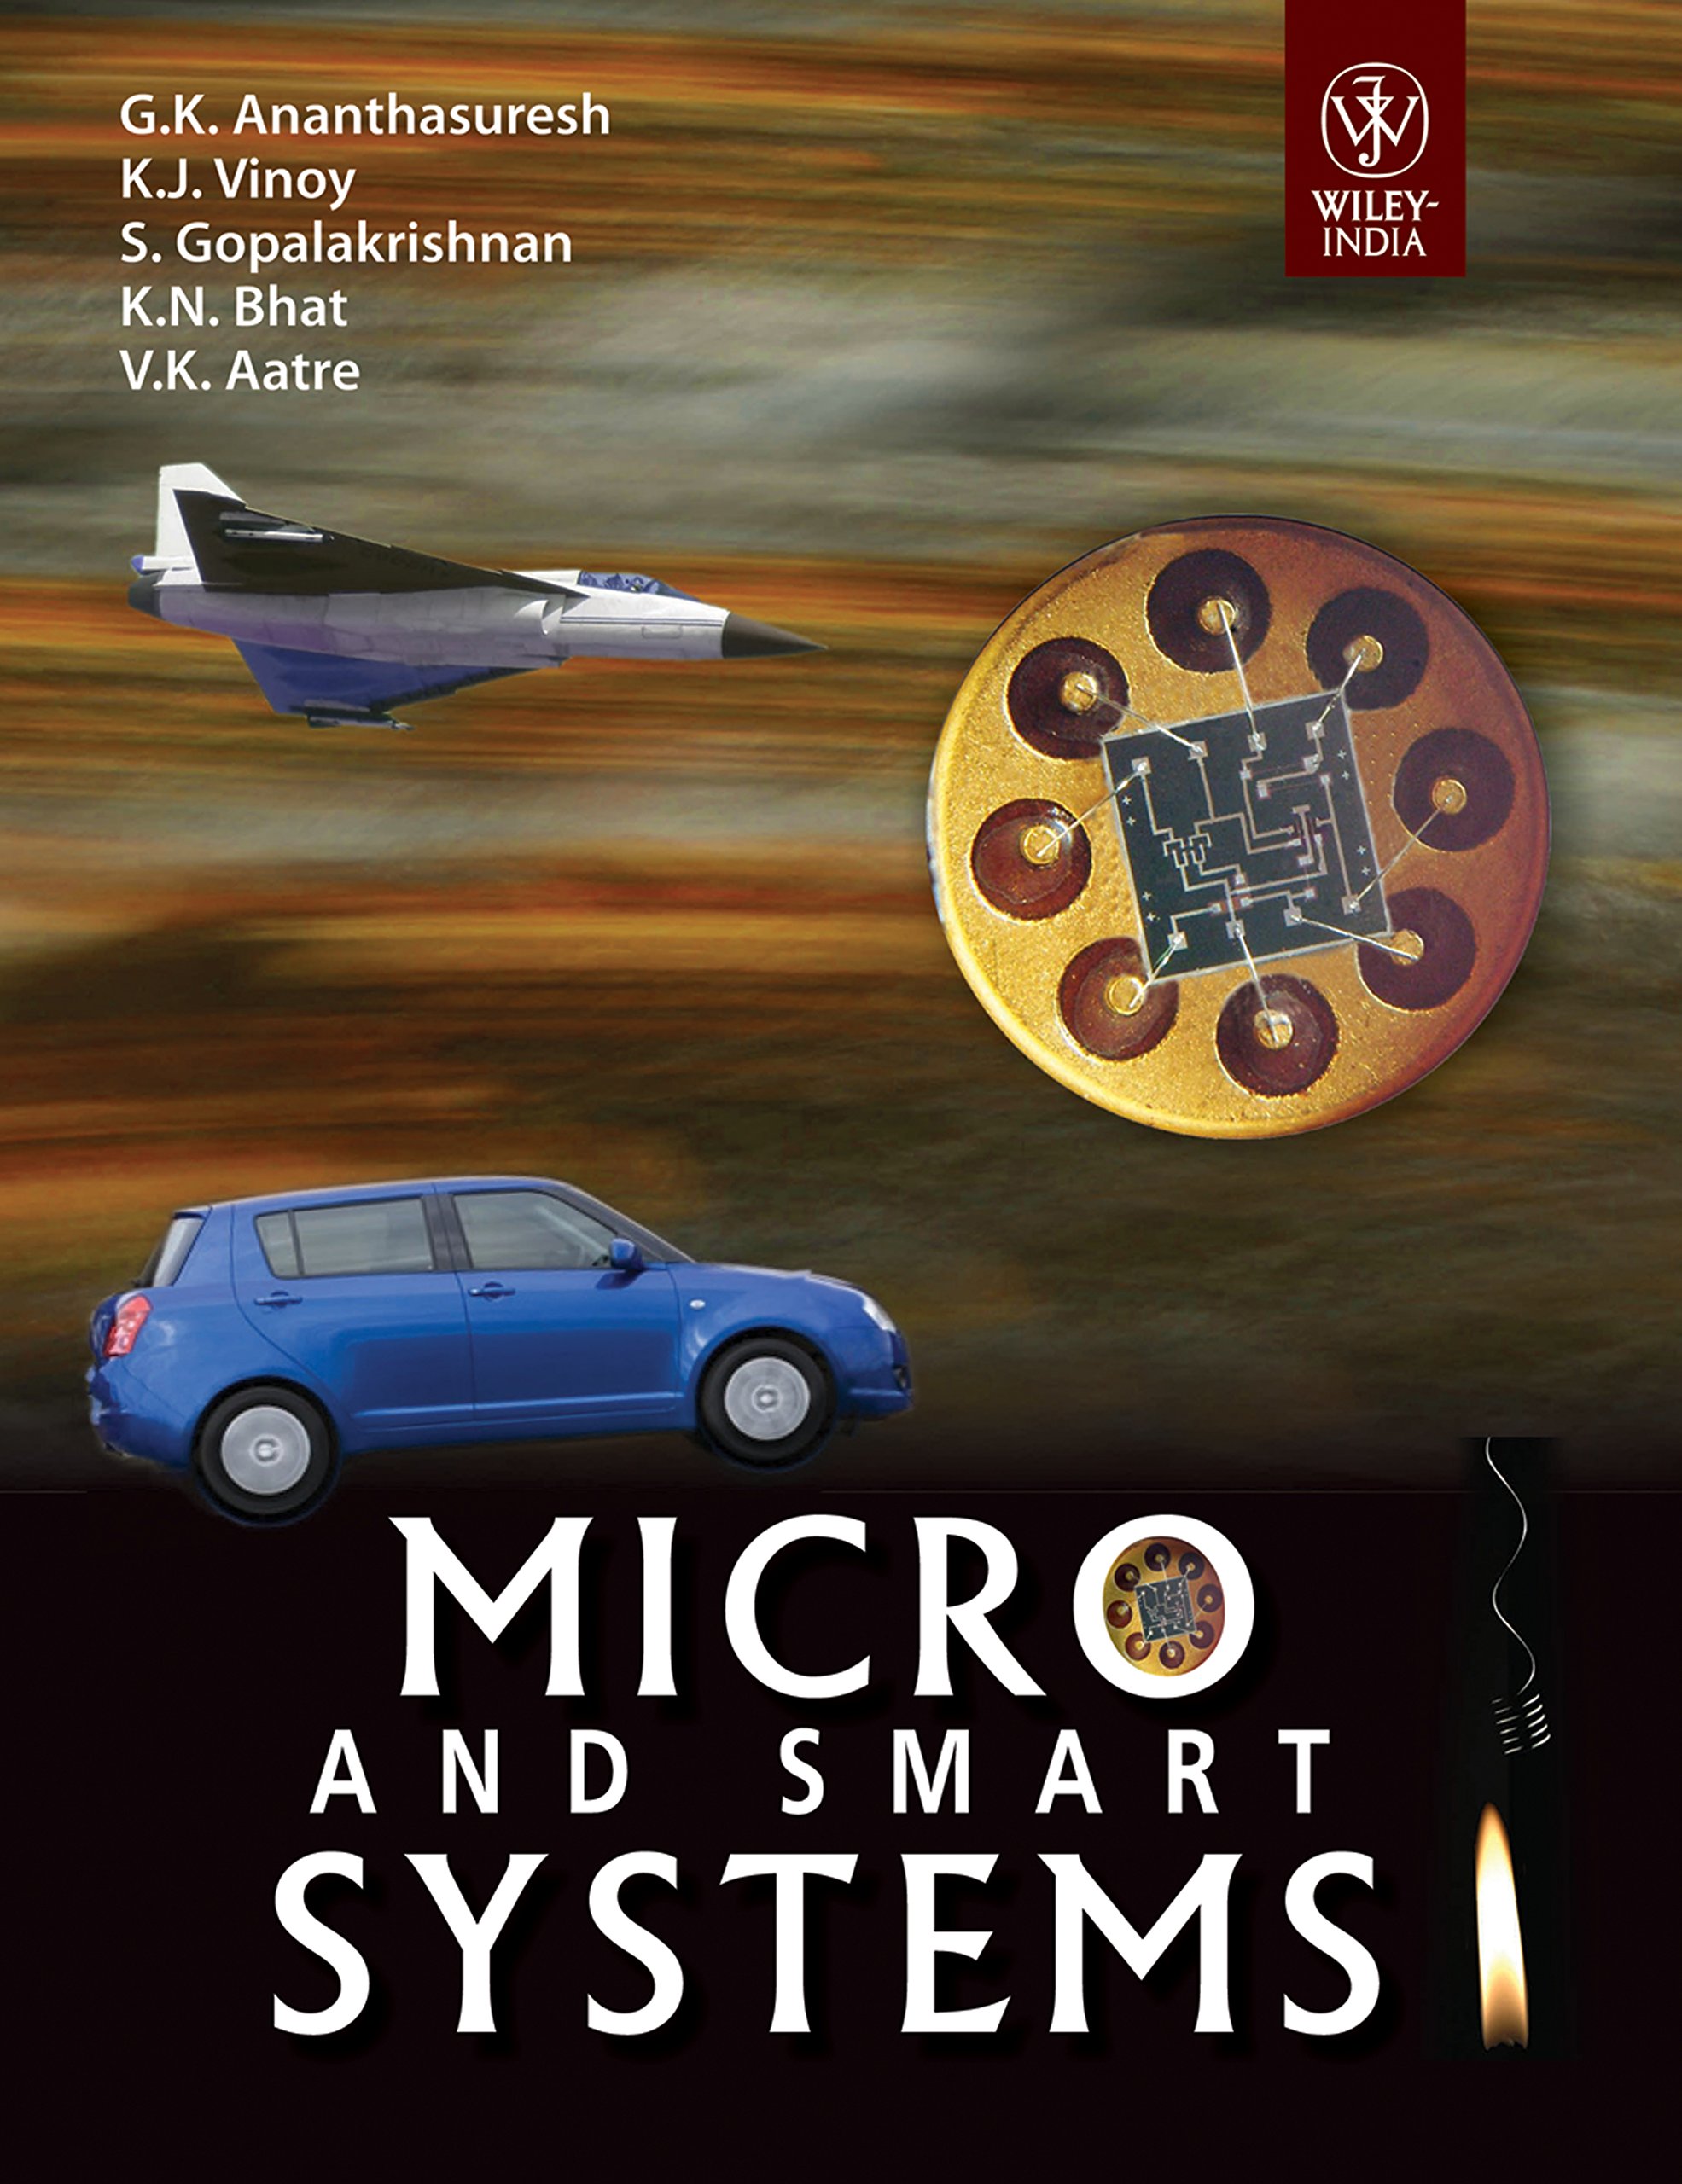 G.K. Ananthasuresh
K.J. Vinoy
S. Gopalakrishnan
K.N. Bhat
V.K. Aatre
WILEY-
INDIA
MICRO
AND SMART
SYSTEMS